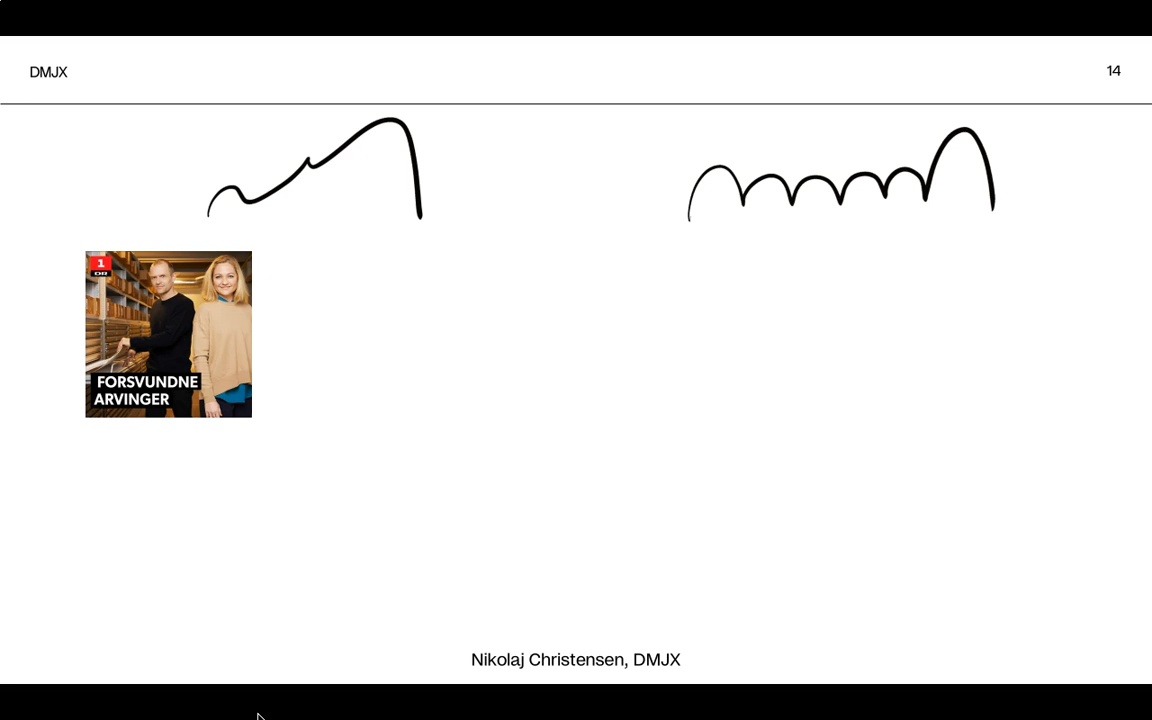 DMJX
14
1
DR
FORSVUNDNE
ARVINGER
Nikolaj Christensen, DMJX